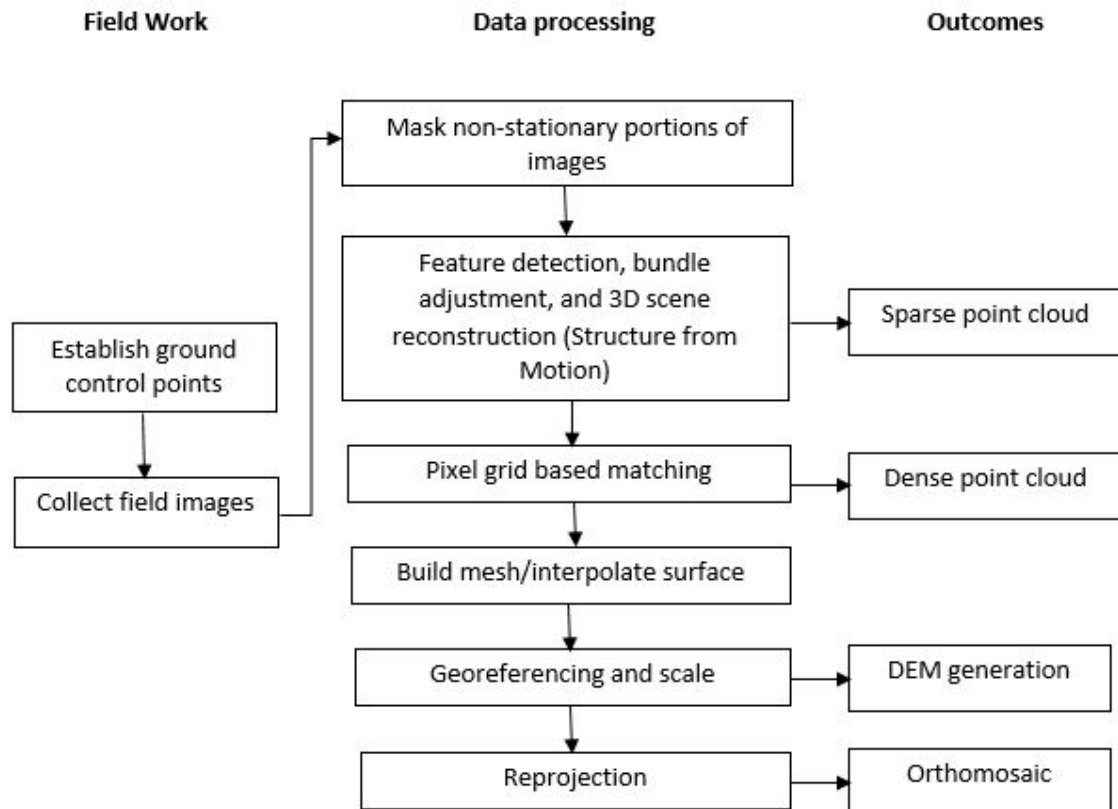 Field Work
Data processing
Outcomes
Mask non-stationary portions of
images
Feature detection, bundle
adjustment, and 3D scene
reconstruction (Structure from
Motion)
Sparse point cloud
Establish ground
control points
Collect field images
Pixel grid based matching
Dense point cloud
Build mesh/interpolate surface
Georeferencing and scale
DEM generation
Reprojection
Orthomosaic